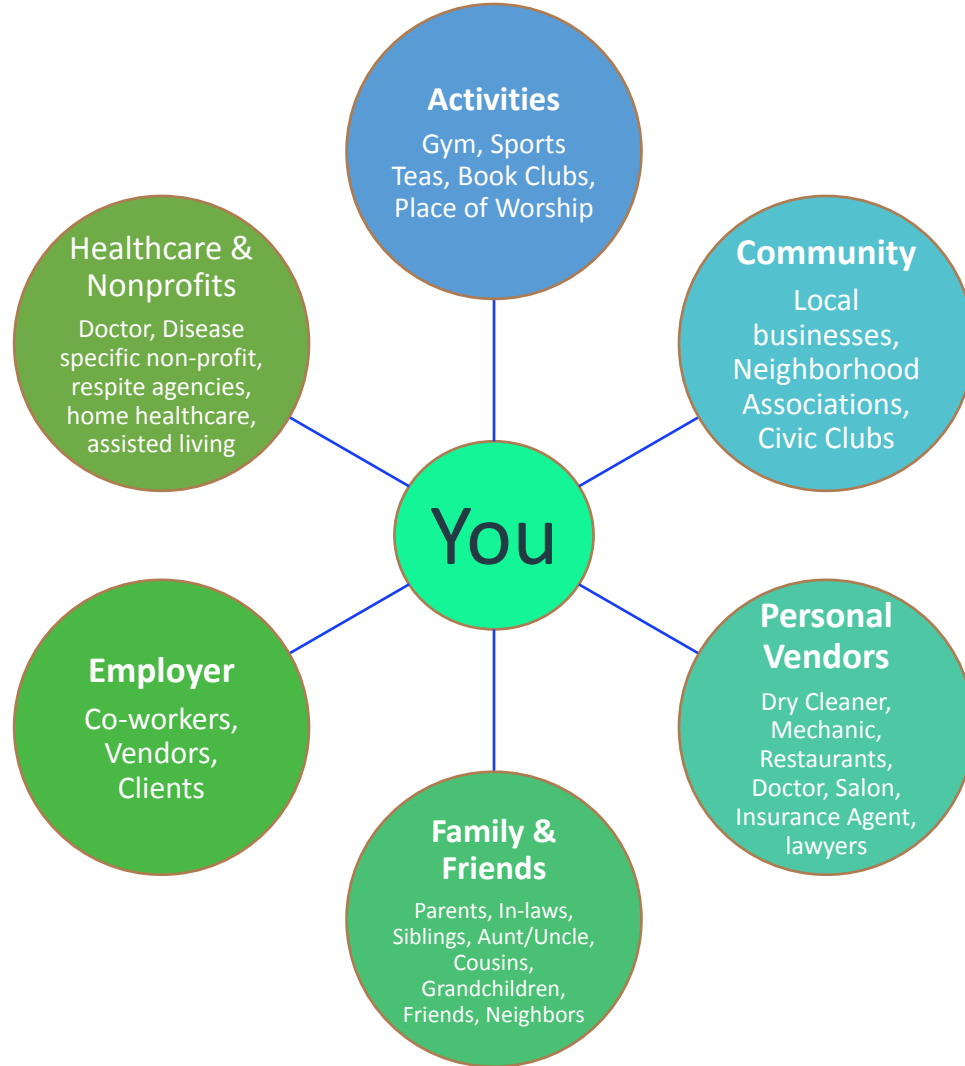 Activities
Gym, Sports
Teas, Book Clubs,
Place of Worship
Community
Local
businesses,
Neighborhood
Associations,
Civic Clubs
Personal
Vendors
Dry Cleaner,
Mechanic,
Restaurants,
Doctor, Salon,
Insurance Agent,
lawyers
Family &
Friends
Parents, In-laws,
Siblings, Aunt/Uncle,
Cousins,
Grandchildren,
Friends, Neighbors
Employer
Co-workers,
Vendors,
Clients
Healthcare &
Nonprofits
Doctor, Disease
specific non-profit,
respite agencies,
home healthcare,
assisted living
You